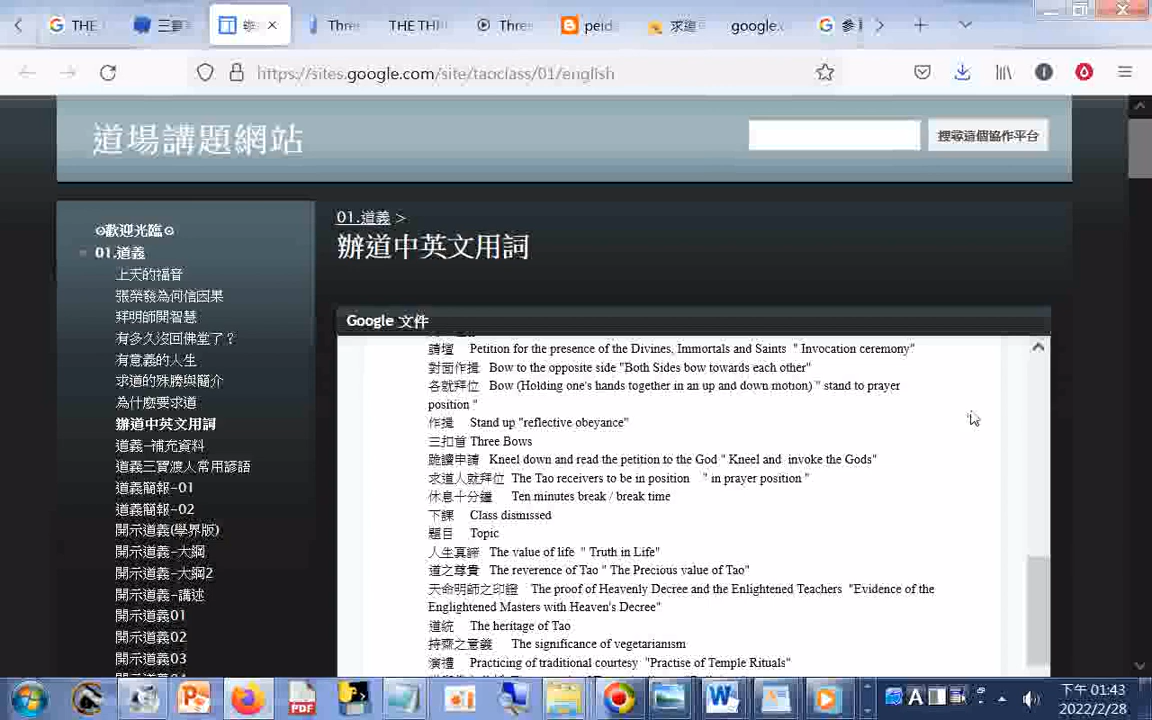 THE
三寶
Three
THE THI
Three
peid
求道
google.c
https://sites.google.com/site/taoclass/01/english
道場講題網站
搜尋這個協作平台
歡迎光臨
01.道義
上天的福音
張榮發為何信因果
拜明師開智慧
有多久沒回佛堂了？
有意義的人生
求道的殊勝與簡介
為什麼要求道
辦道中英文用詞
道義-補充資料
道義三寶渡人常用諺語
道義簡報-01
道義簡報-02
開示道義(學界版)
開示道義-大綱
開示道義-大綱2
開示道義-講述
開示道義01
開示道義02
開示道義03
01.道義 >
辦道中英文用詞
Google 文件
請壇 Petition for the presence of the Divines, Immortals and Saints " Invocation ceremony"
對面作揖 Bow to the opposite side "Both Sides bow towards each other"
各就拜位 Bow (Holding one's hands together in an up and down motion) " stand to prayer
position "
作揖 Stand up "reflective obeyance"
三扣首 Three Bows
跪讀申請 Kneel down and read the petition to the God " Kneel and invoke the Gods"
求道人就拜位 The Tao receivers to be in position " in prayer position "
休息十分鐘 Ten minutes break / break time
下課 Class dismissed
題目 Topic
人生真諦 The value of life " Truth in Life"
道之尊貴 The reverence of Tao " The Precious value of Tao"
天命明師之印證 The proof of Heavenly Decree and the Enlightened Teachers "Evidence of the
Englightened Masters with Heaven's Decree"
道統 The heritage of Tao
持齋之意義 The significance of vegetarianism
演禮 Practicing of traditional courtesy "Practise of Temple Rituals"
下午 01:43
2022/2/28